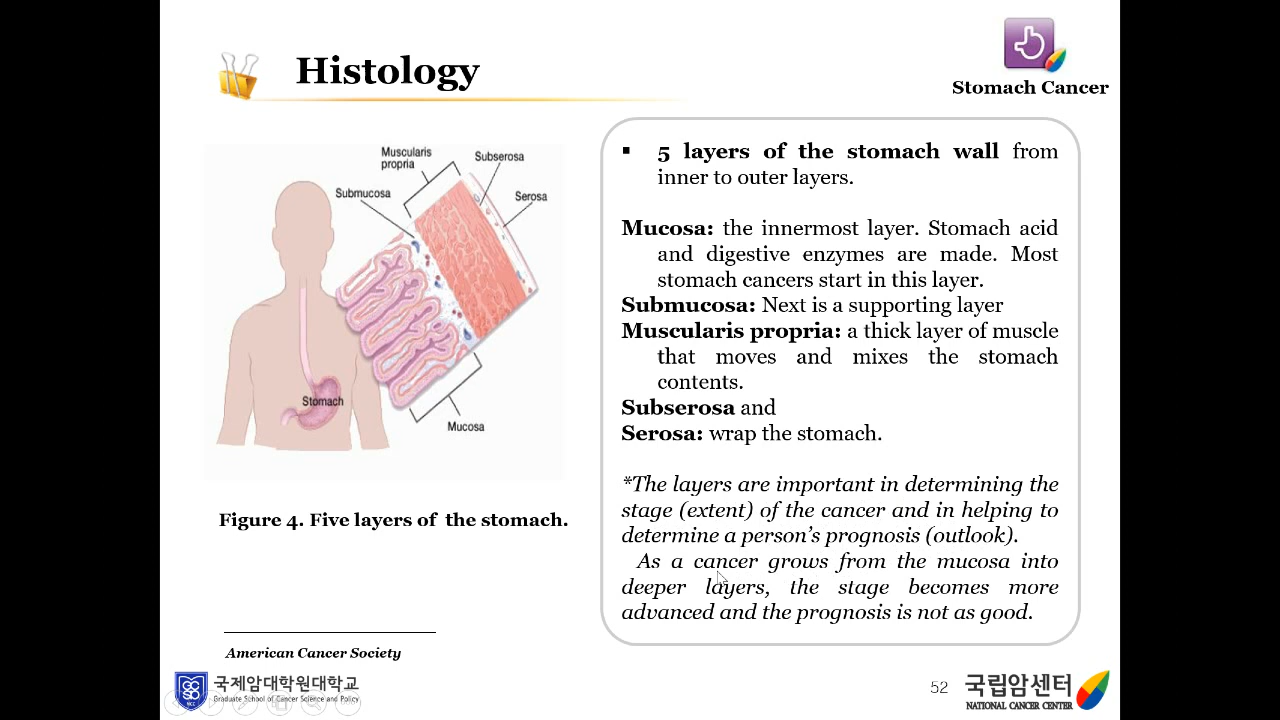 Histology
Stomach Cancer
Muscularis
propria
Subserosa
Submucosa
Serosa
Stomach
Mucosa
Figure 4. Five layers of the stomach.
▪ 5 layers of the stomach wall from
inner to outer layers.
Mucosa: the innermost layer. Stomach acid
and digestive enzymes are made. Most
stomach cancers start in this layer.
Submucosa: Next is a supporting layer
Muscularis propria: a thick layer of muscle
that moves and mixes the stomach
contents.
Subserosa and
Serosa: wrap the stomach.
*The layers are important in determining the
stage (extent) of the cancer and in helping to
determine a person's prognosis (outlook).
As a cancer grows from the mucosa into
deeper layers, the stage becomes more
advanced and the prognosis is not as good.
American Cancer Society
국제암대학원대학교
Graduate School of Cancer Science and Policy
52
국립암센터
NATIONAL CANCER CENTER